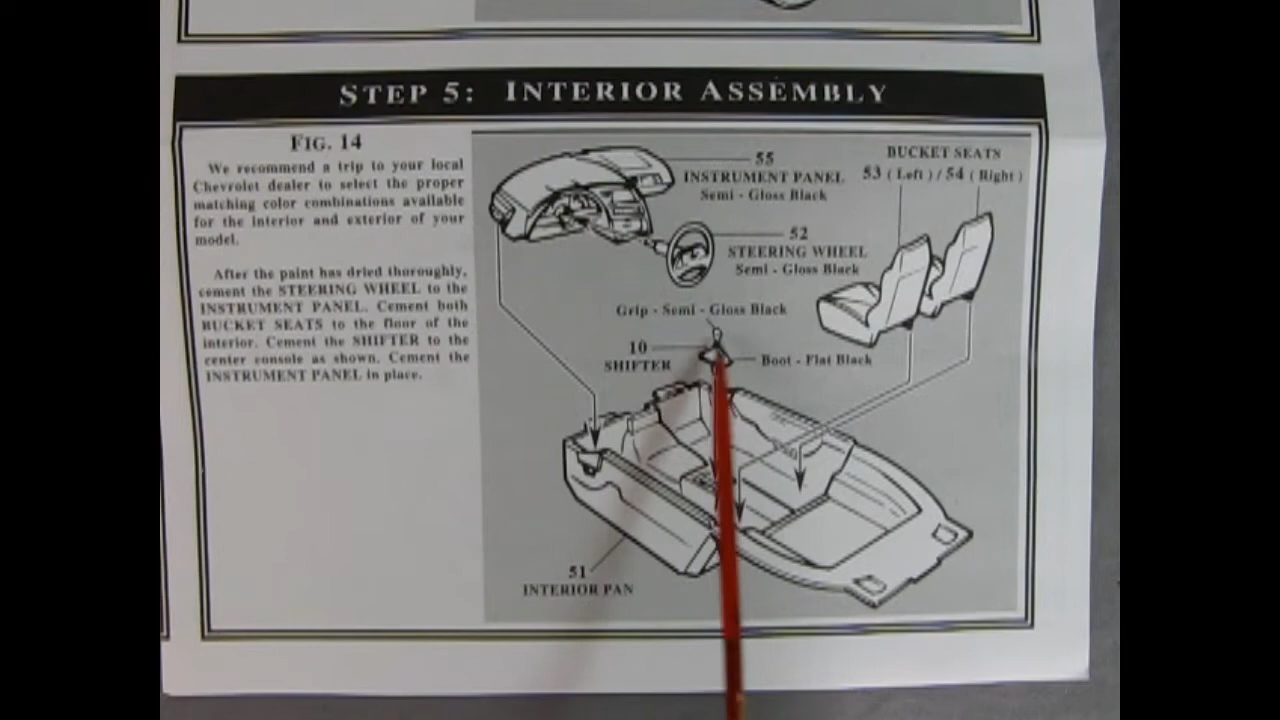 STEP 5: INTERIOR ASSEMBLY
FIG. 14
We recommend a trip to your local
Chevrolet dealer to select the proper
matching color combinations available
for the interior and exterior of your
model.
After the paint has dried thoroughly,
cement the STEERING WHEEL to the
INSTRUMENT PANEL. Cement both
BUCKET SEATS to the floor of the
interior. Cement the SHIFTER to the
center console as shown. Cement the
INSTRUMENT PANEL in place.
55
INSTRUMENT PANEL
Semi - Gloss Black
BUCKET SEATS
53 ( Left ) / 54 ( Right )
52
STEERING WHEEL
Semi - Gloss Black
Grip - Semi - Gloss Black
10
SHIFTER
Boot - Flat Black
51
INTERIOR PAN